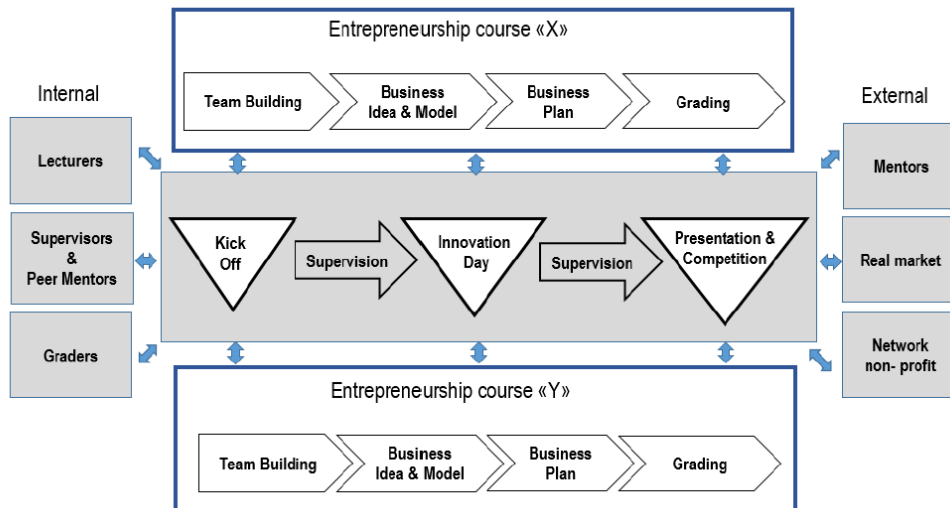 Entrepreneurship course «X»
Team Building
Business
Idea & Model
Business
Plan
Grading
Internal
External
Lecturers
Supervisors
&
Peer Mentors
Graders
Kick
Off
Supervision
Innovation
Day
Supervision
Presentation &
Competition
Mentors
Real market
Network
non- profit
Entrepreneurship course «Y»
Team Building
Business
Idea & Model
Business
Plan
Grading